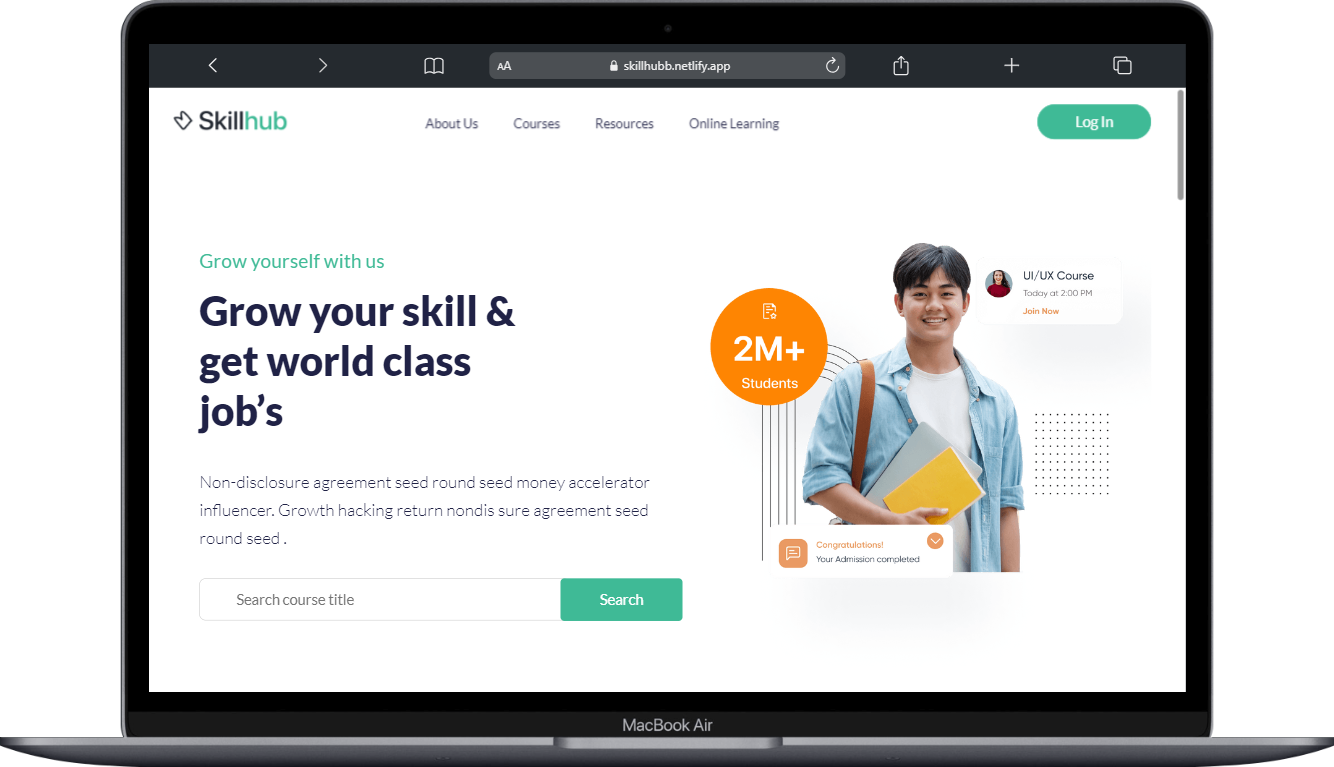 AA
skillhubb.netlify.app
Skillhub
About Us
Courses
Resources
Online Learning
Log In
Grow yourself with us
Grow your skill &
get world class
job’s
Non-disclosure agreement seed round seed money accelerator
influencer. Growth hacking return nondis sure agreement seed
round seed .
Search course title
Search
2M+
Students
UI/UX Course
Today at 2:00 PM
Join Now
Congratulations!
Your Admission completed
MacBook Air